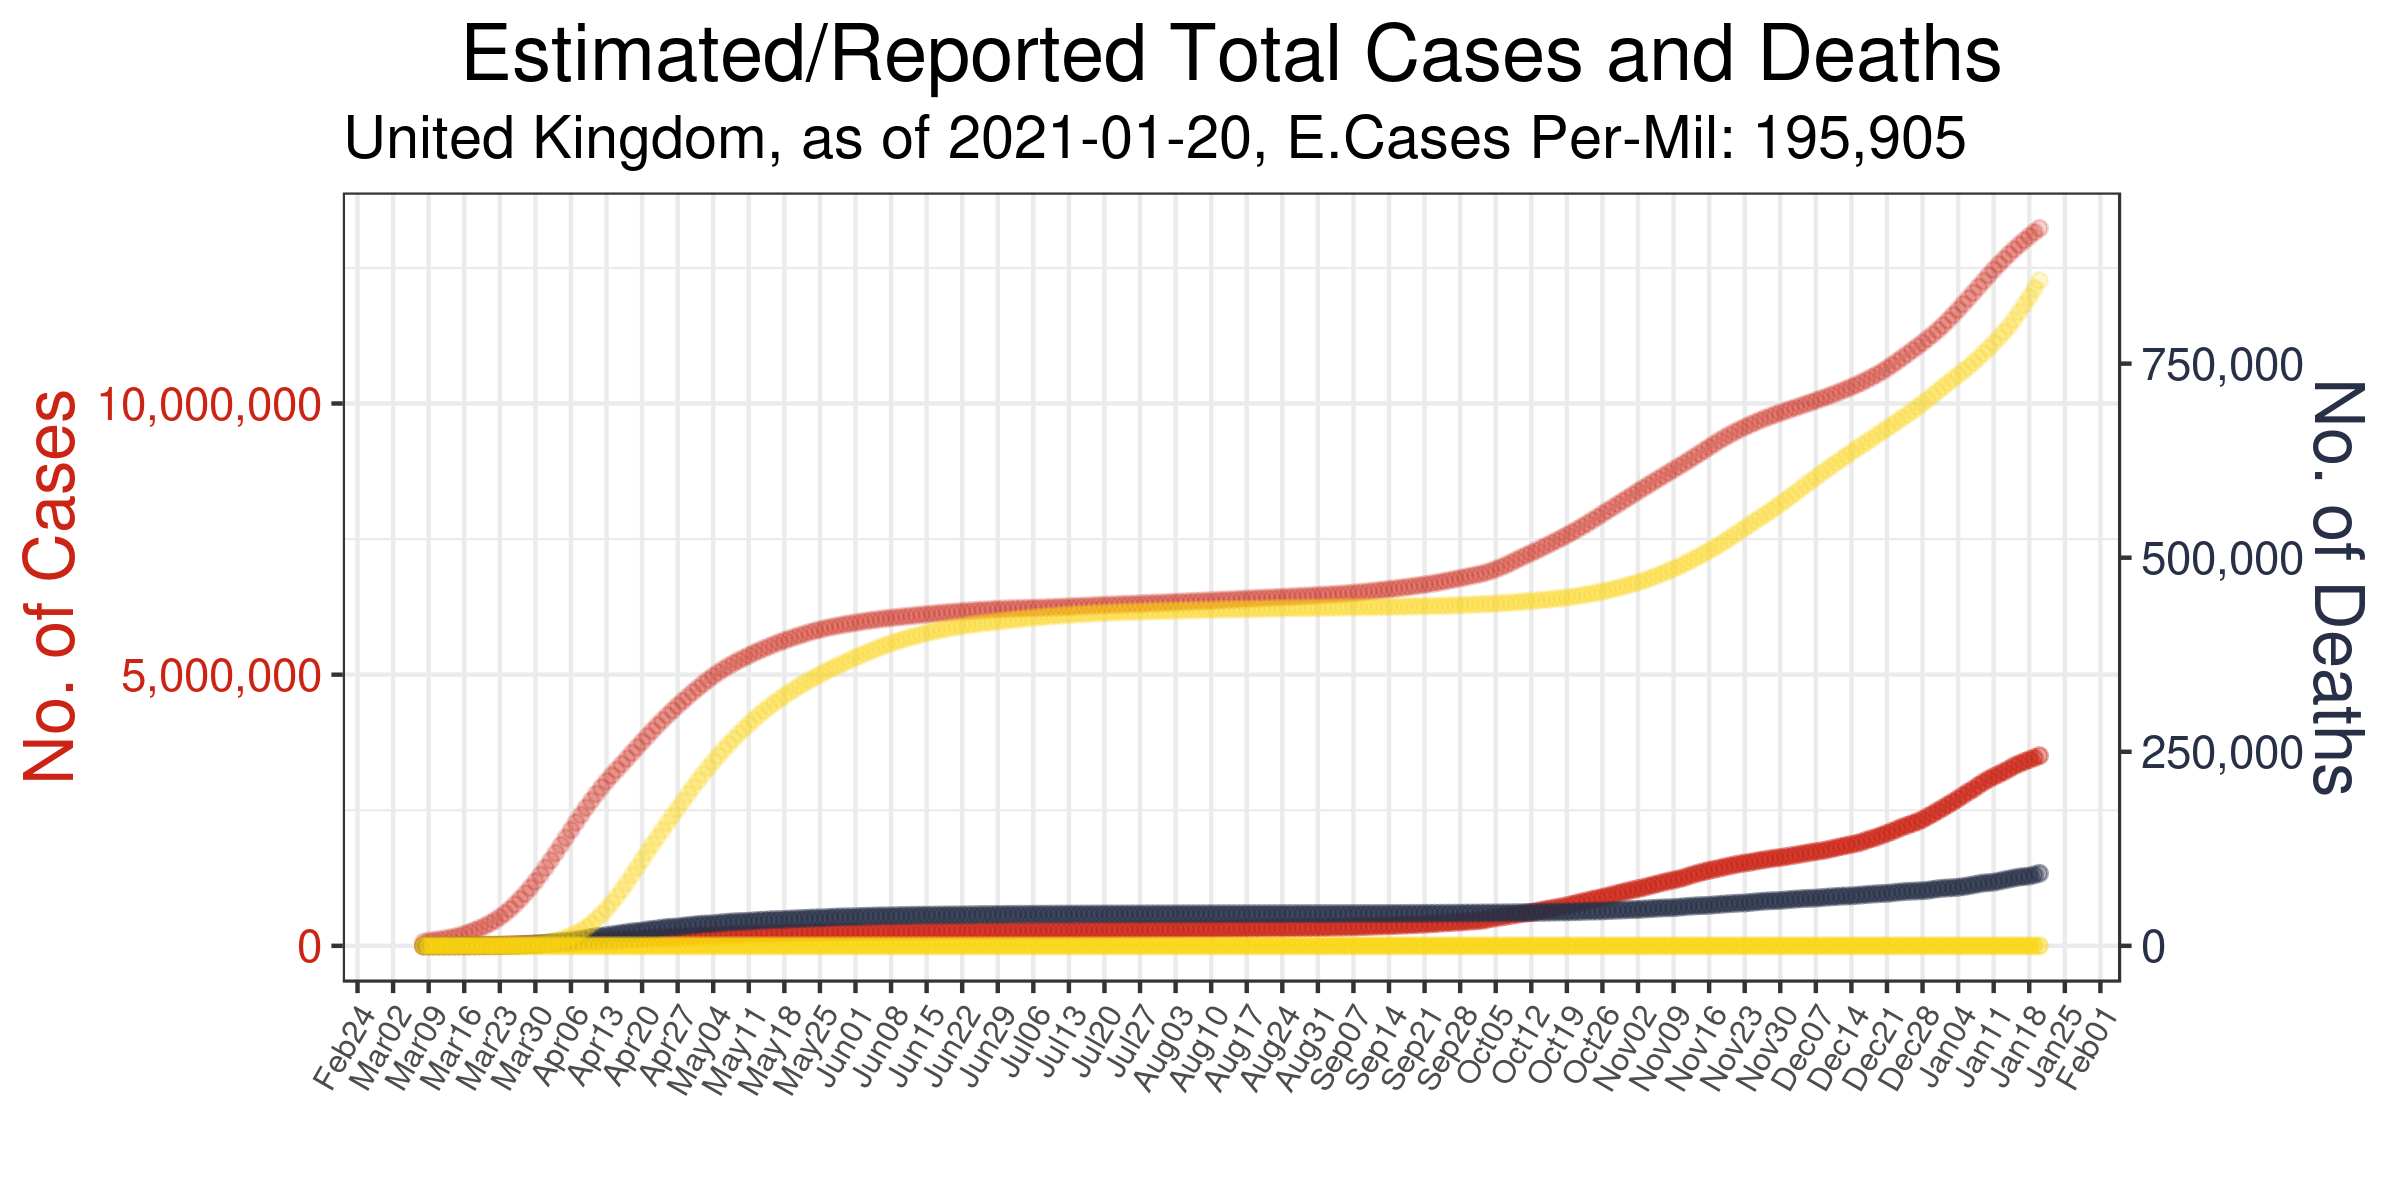 Estimated/Reported Total Cases and Deaths
United Kingdom, as of 2021-01-20, E.Cases Per-Mil: 195,905
No. of Cases
10,000,000
5,000,000
0
750,000
500,000
250,000
0
No. of Deaths
Feb24
Mar02
Mar09
Mar16
Mar23
Mar30
Apr06
Apr13
Apr20
Apr27
May04
May11
May18
May25
Jun01
Jun08
Jun15
Jun22
Jun29
Jul06
Jul13
Jul20
Jul27
Aug03
Aug10
Aug17
Aug24
Aug31
Sep07
Sep14
Sep21
Sep28
Oct05
Oct12
Oct19
Oct26
Nov02
Nov09
Nov16
Nov23
Nov30
Dec07
Dec14
Dec21
Dec28
Jan04
Jan11
Jan18
Jan25
Feb01